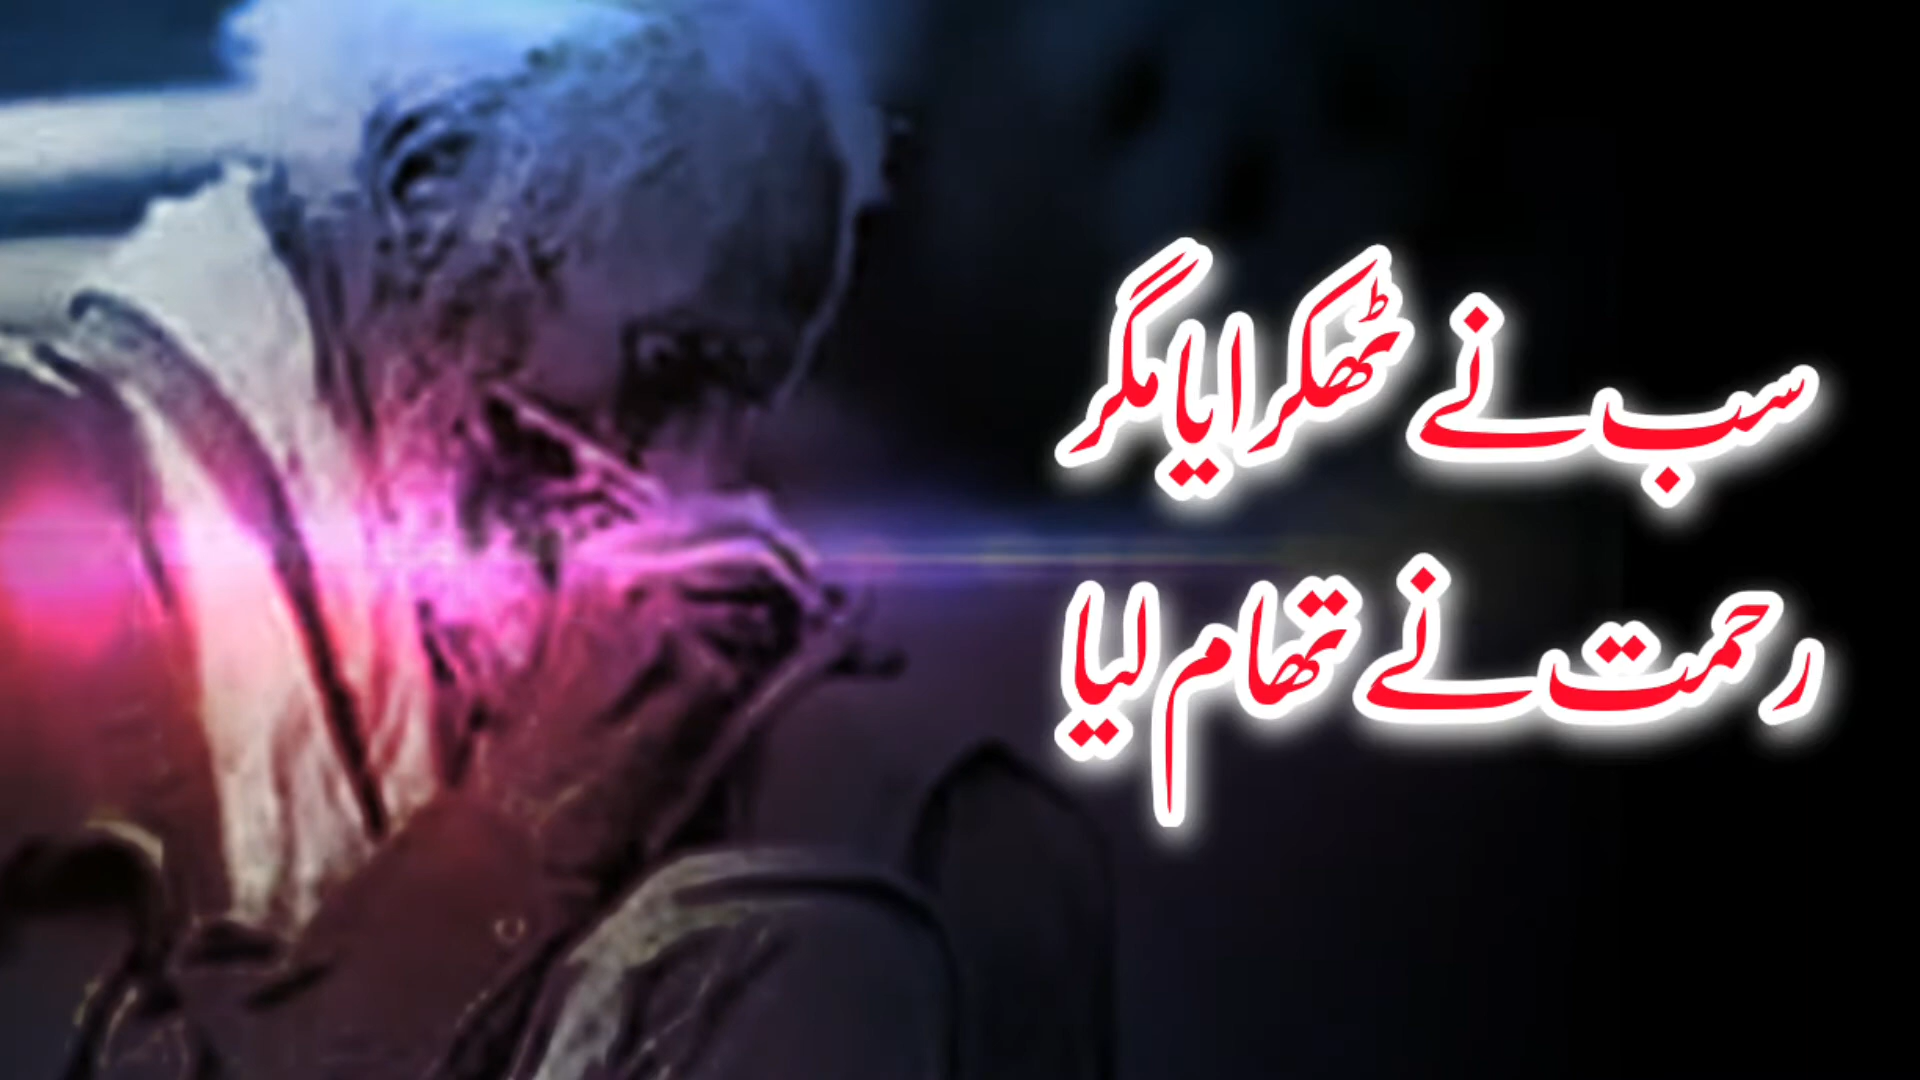 سب نے ٹھکرایا مگر
رحمت نے تھام لیا